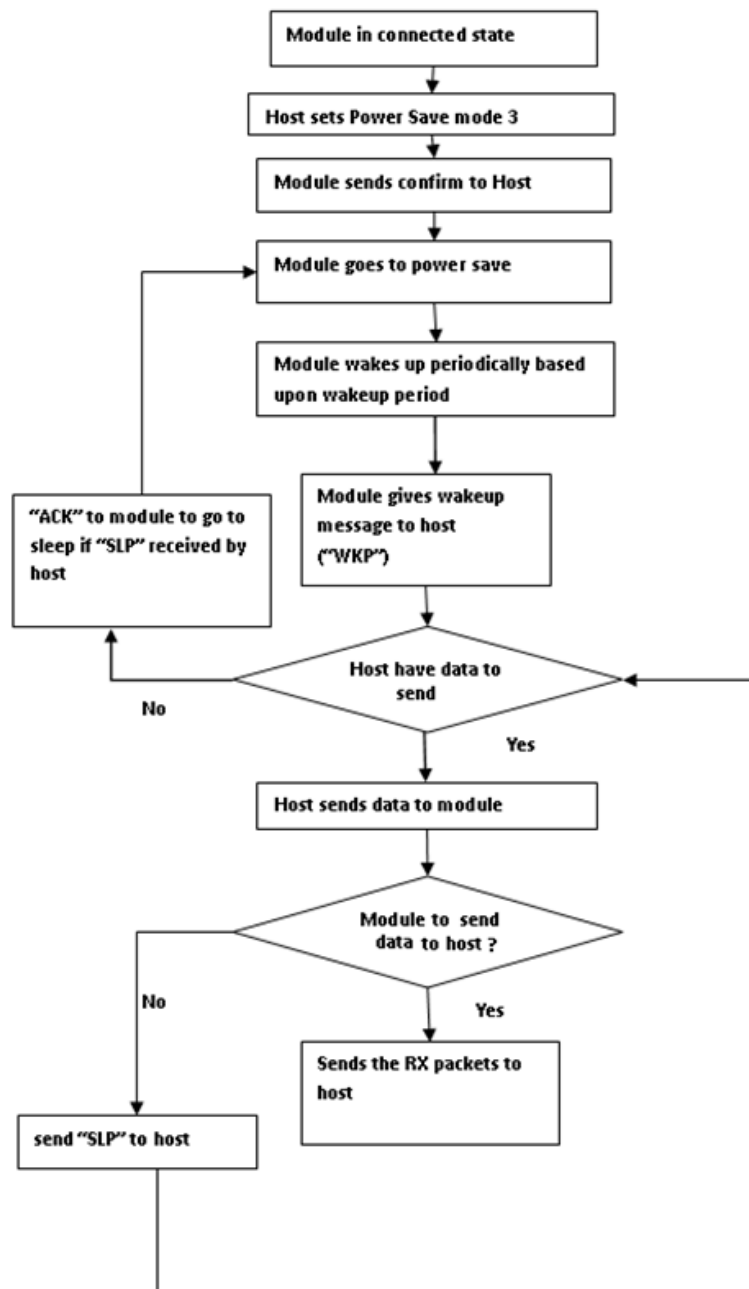 Module in connected state
Host sets Power Save mode 3
Module sends confirm to Host
Module goes to power save
Module wakes up periodically based
upon wakeup period
Module gives wakeup
message to host
(“WKP”)
“ACK” to module to go to
sleep if “SLP” received by
host
Host have data to
send
No
Yes
Host sends data to module
Module to send
data to host ?
No
Yes
Sends the RX packets to
host
send “SLP” to host